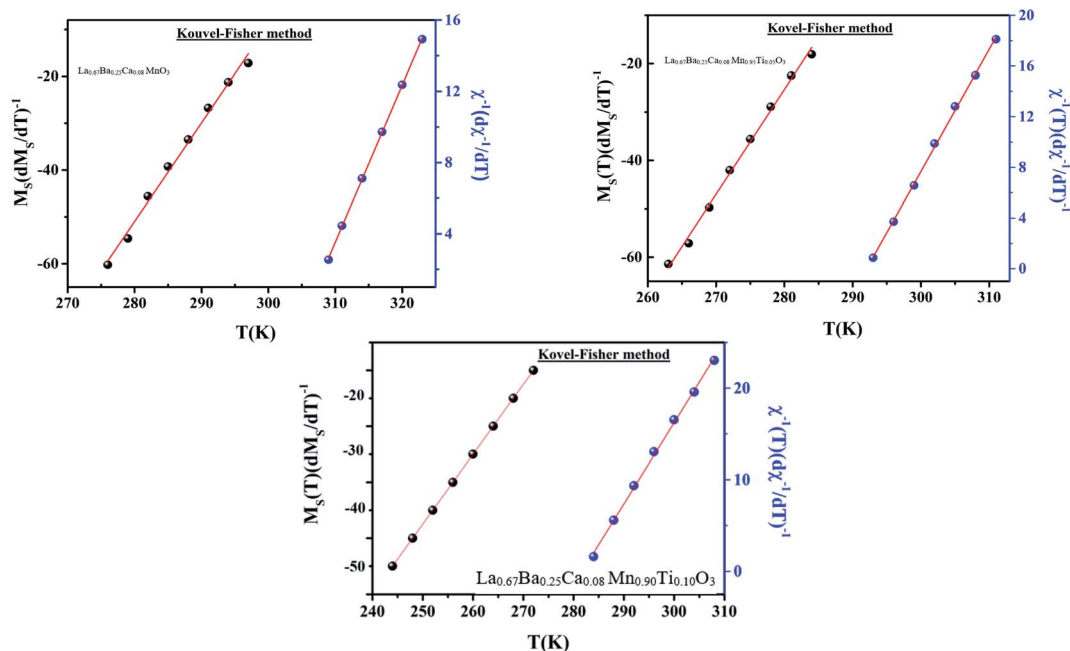 Kouvel-Fisher method
La0.67Ba0.25Ca0.08 MnO3
MS(dMS/dT)-1
χ-1(dχ-1/dT)
-20
-40
-60
16
12
8
4
270 280 290 300 310 320
T(K)
Kovel-Fisher method
La0.67Ba0.25Ca0.08 Mn0.95Ti0.05O3
MS(T)(dMS/dT)-1
χ-1(T)(dχ-1/dT)-1
-20
-40
-60
20
16
12
8
4
0
260 270 280 290 300 310
T(K)
Kovel-Fisher method
MS(T)(dMS/dT)-1
χ-1(T)(dχ-1/dT)-1
-20
-30
-40
-50
20
10
0
La0.67Ba0.25Ca0.08 Mn0.90Ti0.10O3
240 250 260 270 280 290 300 310
T(K)